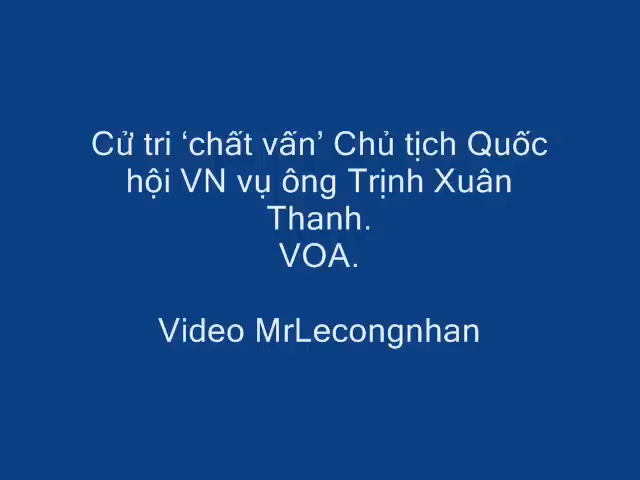 Cử tri ‘chất vấn’ Chủ tịch Quốc
hội VN vụ ông Trịnh Xuân
Thanh.
VOA.
Video MrLecongnhan